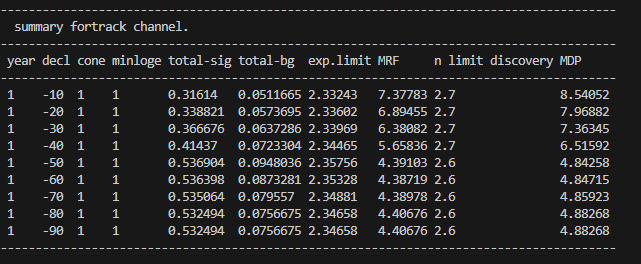 --------------------------------------------------------------------------------
summary fortrack channel.
--------------------------------------------------------------------------------
year decl cone minloge total-sig total-bg exp.limit MRF n limit discovery MDP
--------------------------------------------------------------------------------
1 -10 1 1 0.31614 0.0511665 2.33243 7.37783 2.7 8.54052
1 -20 1 1 0.338821 0.0573695 2.33602 6.89455 2.7 7.96882
1 -30 1 1 0.366676 0.0637286 2.33969 6.38082 2.7 7.36345
1 -40 1 1 0.41437 0.0723304 2.34465 5.65836 2.7 6.51592
1 -50 1 1 0.536904 0.0948036 2.35756 4.39103 2.6 4.84258
1 -60 1 1 0.536398 0.0873281 2.35328 4.38719 2.6 4.84715
1 -70 1 1 0.535064 0.079557 2.34881 4.38978 2.6 4.85923
1 -80 1 1 0.532494 0.0756675 2.34658 4.40676 2.6 4.88268
1 -90 1 1 0.532494 0.0756675 2.34658 4.40676 2.6 4.88268
--------------------------------------------------------------------------------